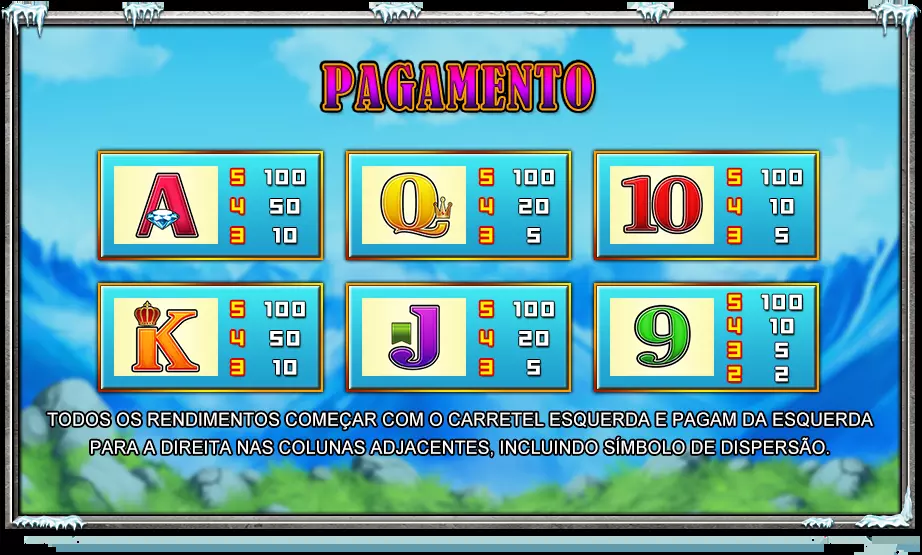 PAGAMENTO
A 5 100 Q 5 100 10 5 100
4 50 4 20 4 10
3 10 3 5 3 5
K 5 100 J 5 100 9 5 100
4 50 4 20 4 10
3 10 3 5 3 5
2 2
TODOS OS RENDIMENTOS COMEÇAR COM O CARRETEL ESQUERDA E PAGAM DA ESQUERDA
PARA A DIREITA NAS COLUNAS ADJACENTES, INCLUINDO SÍMBOLO DE DISPERSÃO.